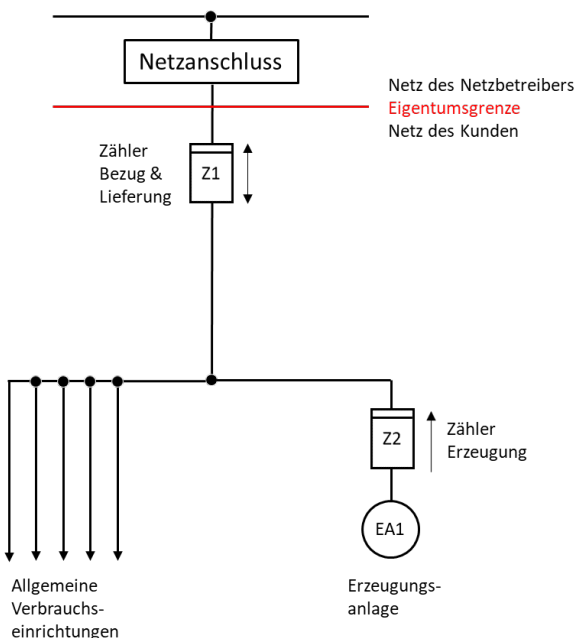 Netzanschluss
Netz des Netzbetreibers
Eigentumsgrenze
Netz des Kunden
Zähler
Bezug &
Lieferung
Z1
Z2
Zähler
Erzeugung
EA1
Allgemeine
Verbrauchs-
einrichtungen
Erzeugungs-
anlage